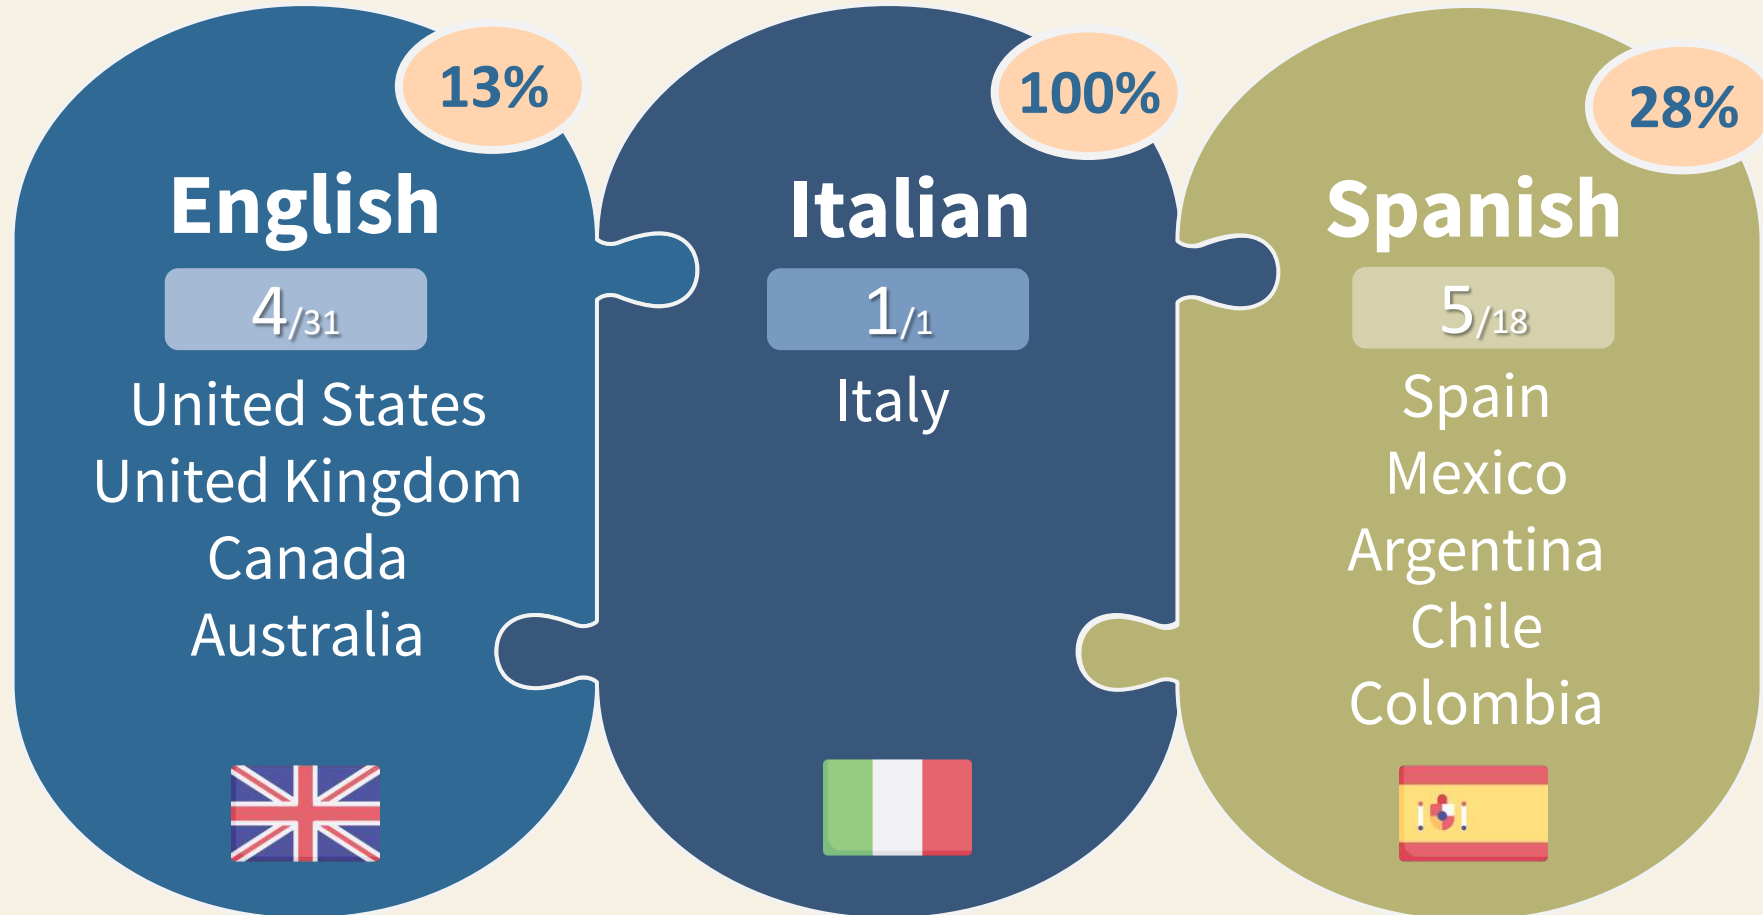 13%
English
4/31
United States
United Kingdom
Canada
Australia
100%
Italian
1/1
Italy
28%
Spanish
5/18
Spain
Mexico
Argentina
Chile
Colombia